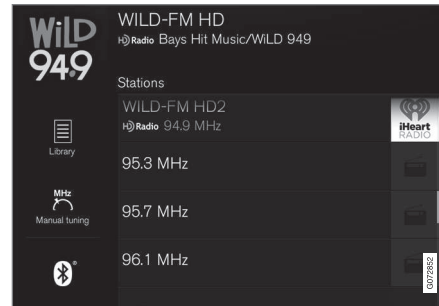 WiLD
94.9
WILD-FM HD
HD Radio Bays Hit Music/WiLD 949
Stations
WILD-FM HD2
HD Radio 94.9 MHz
iHeart
RADIO
Library
95.3 MHz
MHz
Manual tuning
95.7 MHz
®
96.1 MHz
G072852